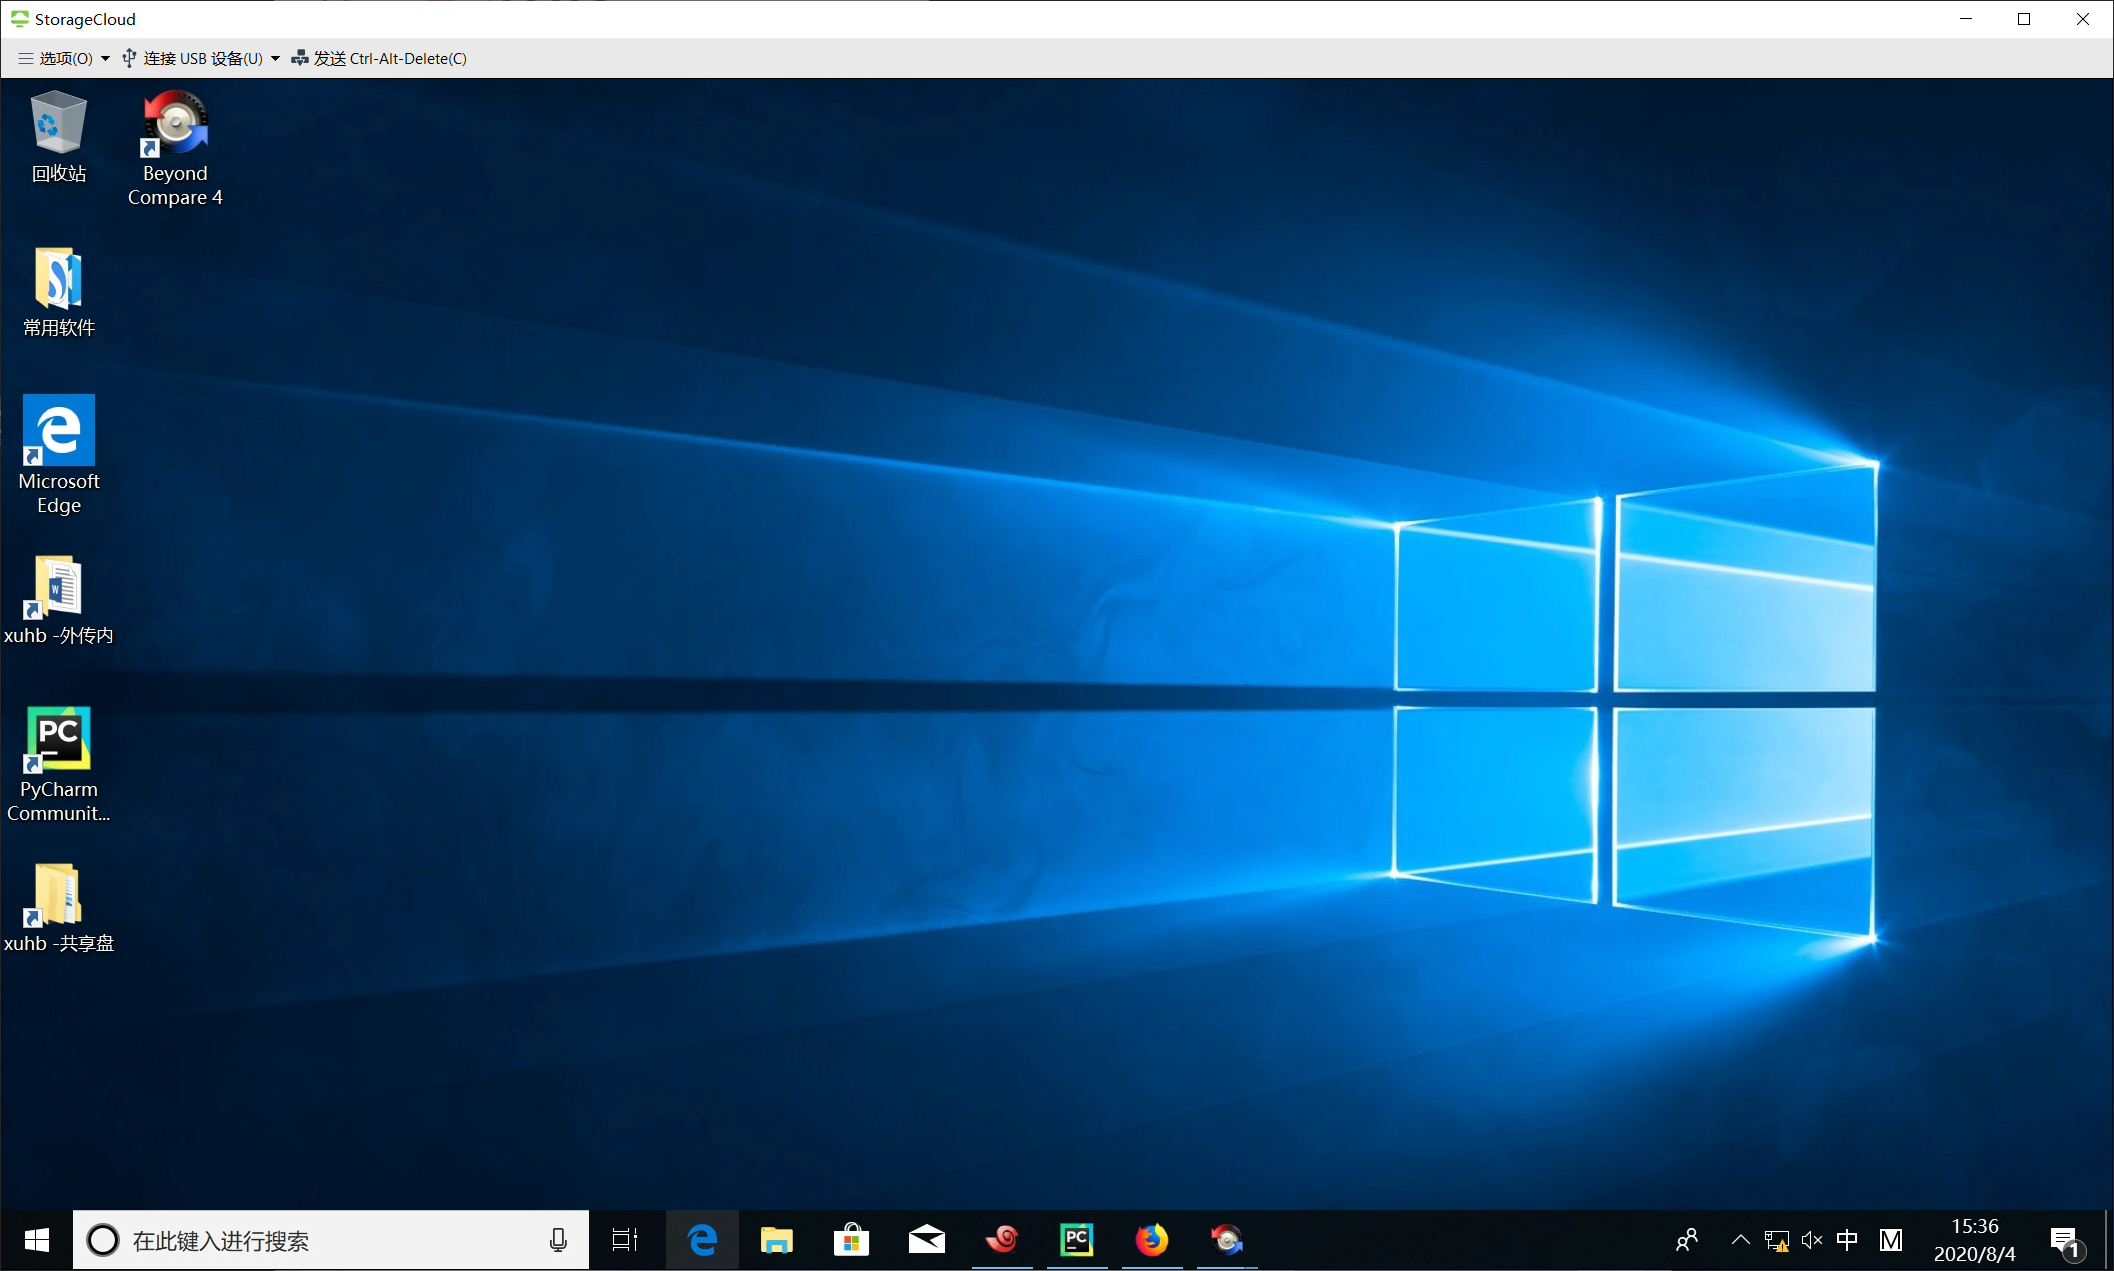 StorageCloud
选项(O) 连接 USB 设备(U) 发送 Ctrl-Alt-Delete(C)
回收站
Beyond
Compare 4
常用软件
Microsoft
Edge
W
xuhb -外传内
PC
PyCharm
Communit...
xuhb -共享盘
在此键入进行搜索
PC
中
M
15:36
2020/8/4
1